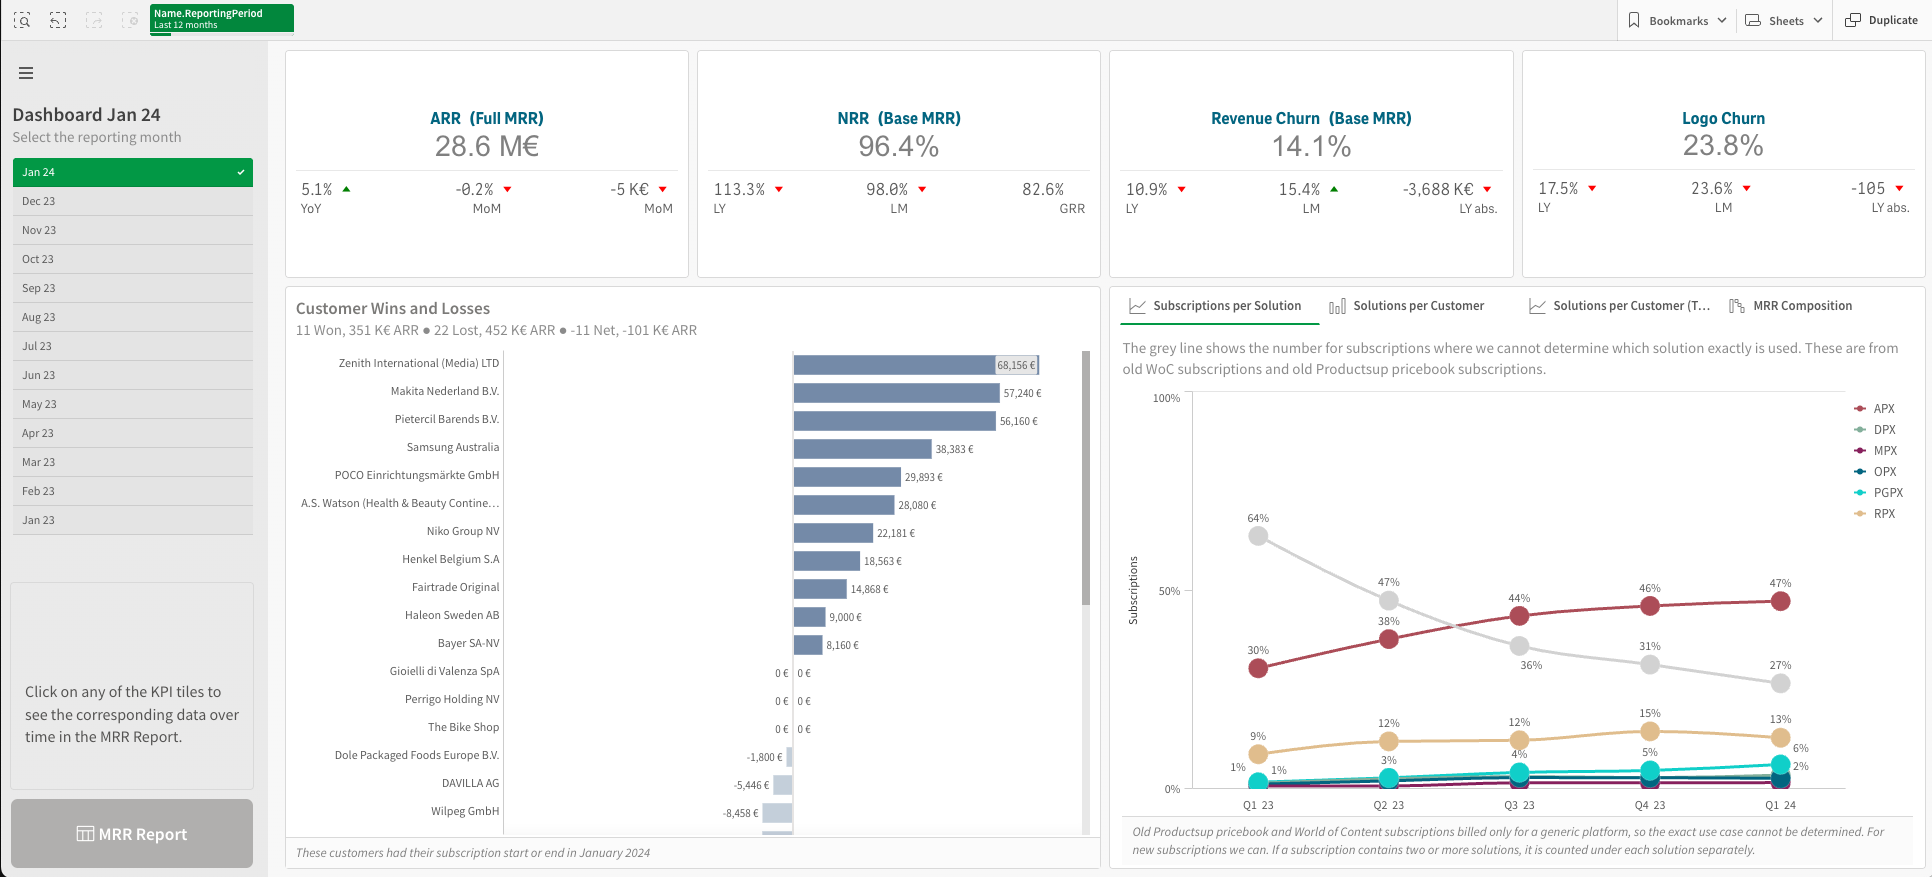 Name.ReportingPeriod
Last 12 months
Bookmarks
Sheets
Duplicate
Dashboard Jan 24
Select the reporting month
Jan 24
Dec 23
Nov 23
Oct 23
Sep 23
Aug 23
Jul 23
Jun 23
May 23
Apr 23
Mar 23
Feb 23
Jan 23
Click on any of the KPI tiles to
see the corresponding data over
time in the MRR Report.
MRR Report
ARR (Full MRR)
28.6 M€
5.1% -0.2% -5 K€
YoY MoM MoM
NRR (Base MRR)
96.4%
113.3% 98.0% 82.6%
LY LM GRR
Revenue Churn (Base MRR)
14.1%
10.9% 15.4% -3,688 K€
LY LM LY abs.
Logo Churn
23.8%
17.5% 23.6% -105
LY LM LY abs.
Customer Wins and Losses
11 Won, 351 K€ ARR ● 22 Lost, 452 K€ ARR ● -11 Net, -101 K€ ARR
Zenith International (Media) LTD 68,156 €
Makita Nederland B.V. 57,240 €
Pietercil Barends B.V. 56,160 €
Samsung Australia 38,383 €
POCO Einrichtungsmärkte GmbH 29,893 €
A.S. Watson (Health & Beauty Contine... 28,080 €
Niko Group NV 22,181 €
Henkel Belgium S.A 18,563 €
Fairtrade Original 14,868 €
Haleon Sweden AB 9,000 €
Bayer SA-NV 8,160 €
Gioielli di Valenza SpA 0 € 0 €
Perrigo Holding NV 0 € 0 €
The Bike Shop 0 € 0 €
Dole Packaged Foods Europe B.V. -1,800 €
DAVILLA AG -5,446 €
Wilpeg GmbH -8,458 €
These customers had their subscription start or end in January 2024
Subscriptions per Solution
Solutions per Customer
Solutions per Customer (T...
MRR Composition
The grey line shows the number for subscriptions where we cannot determine which solution exactly is used. These are from
old WoC subscriptions and old Productsup pricebook subscriptions.
Subscriptions
100%
50%
0%
64%
47%
36%
31%
27%
30%
38%
44%
46%
47%
9%
12%
12%
15%
13%
1%
1%
3%
4%
5%
6%
2%
Q1 23
Q2 23
Q3 23
Q4 23
Q1 24
APX
DPX
MPX
OPX
PGPX
RPX
Old Productsup pricebook and World of Content subscriptions billed only for a generic platform, so the exact use case cannot be determined. For
new subscriptions we can. If a subscription contains two or more solutions, it is counted under each solution separately.